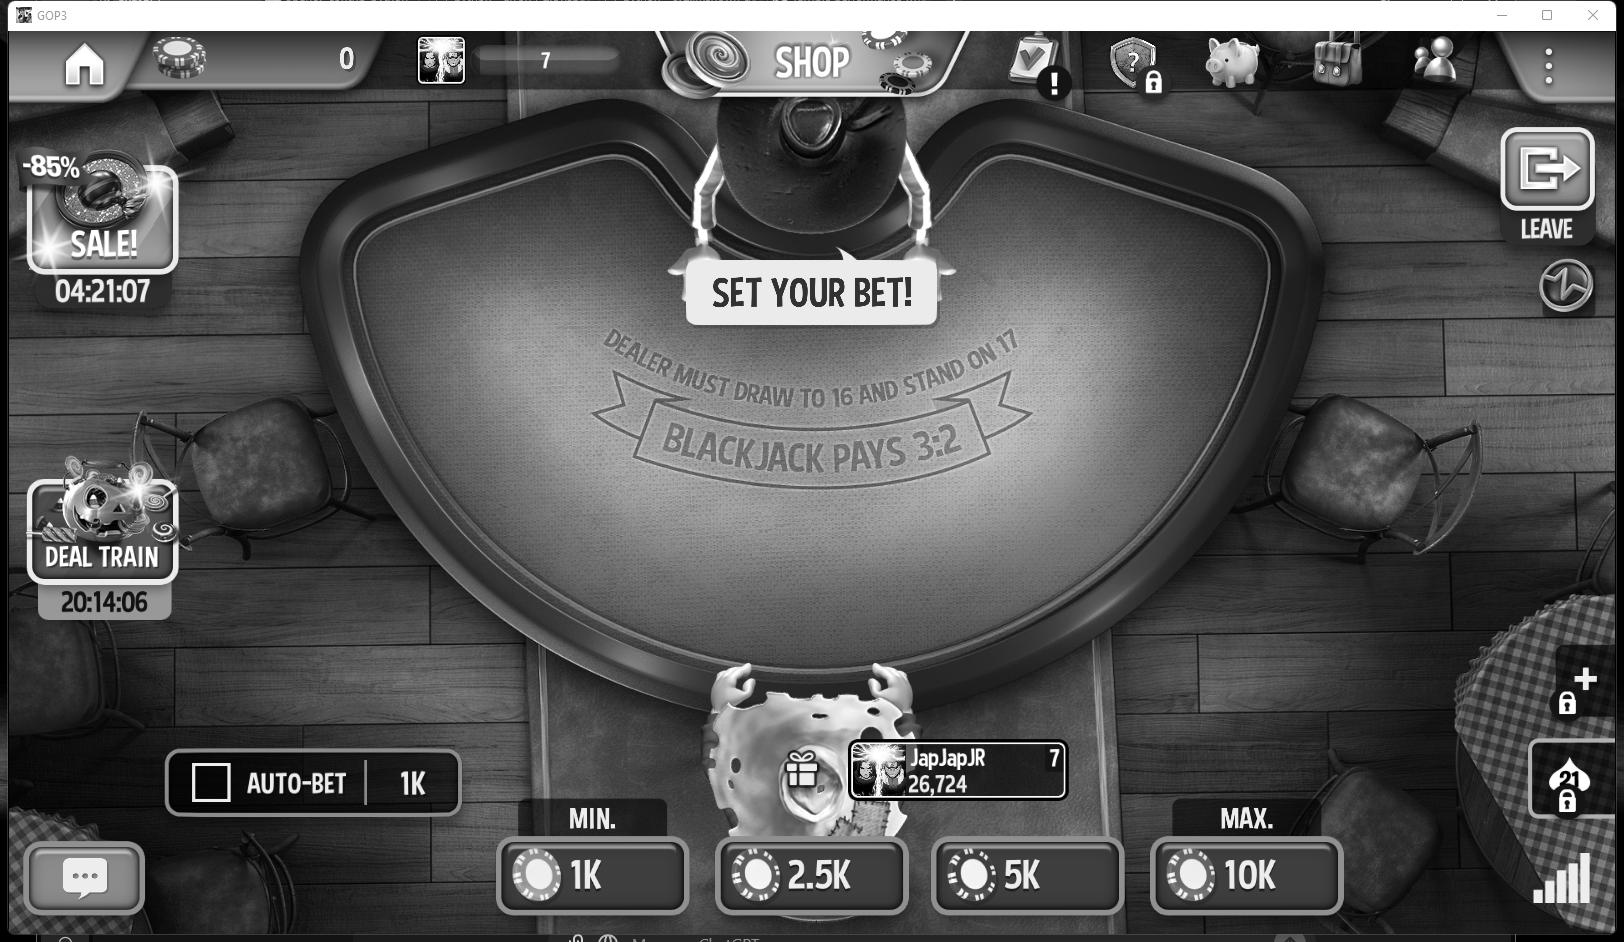 GOP3
0
7
SHOP
?
!
-85%
SALE!
04:21:07
LEAVE
SET YOUR BET!
DEALER MUST DRAW TO 16 AND STAND ON 17
BLACKJACK PAYS 3:2
DEAL TRAIN
20:14:06
AUTO-BET 1K
JapJapJR 7
26,724
21
MIN.
MAX.
1K
2.5K
5K
10K
ChatGPT